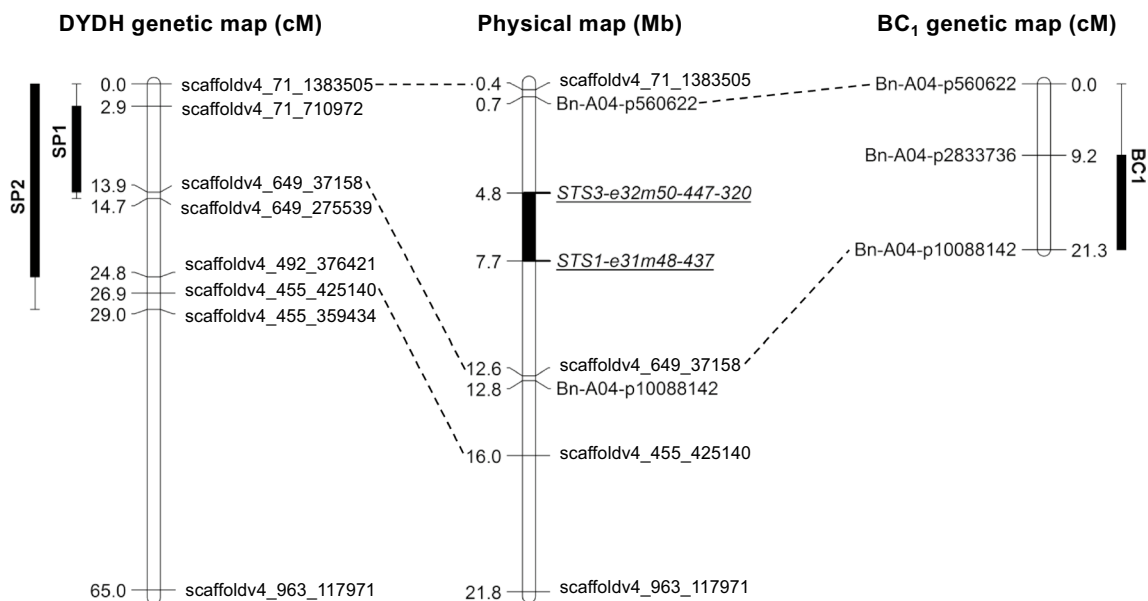 DYDH genetic map (cM)
Physical map (Mb)
BC₁ genetic map (cM)
SP2
SP1
0.0 scaffoldv4_71_1383505
2.9 scaffoldv4_71_710972
13.9 scaffoldv4_649_37158
14.7 scaffoldv4_649_275539
24.8 scaffoldv4_492_376421
26.9 scaffoldv4_455_425140
29.0 scaffoldv4_455_359434
65.0 scaffoldv4_963_117971
0.4 scaffoldv4_71_1383505
0.7 Bn-A04-p560622
4.8 STS3-e32m50-447-320
7.7 STS1-e31m48-437
12.6 scaffoldv4_649_37158
12.8 Bn-A04-p10088142
16.0 scaffoldv4_455_425140
21.8 scaffoldv4_963_117971
Bn-A04-p560622 0.0
Bn-A04-p2833736 9.2
Bn-A04-p10088142 21.3
BC1